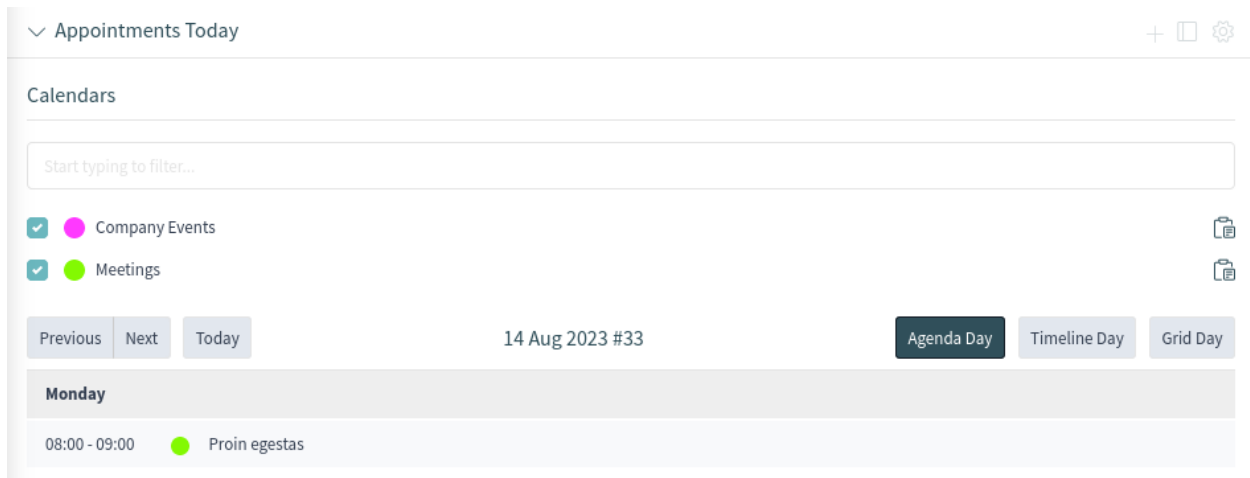 Appointments Today
Calendars
Start typing to filter...
Company Events
Meetings
Previous Next Today 14 Aug 2023 #33 Agenda Day Timeline Day Grid Day
Monday
08:00 - 09:00 Proin egestas